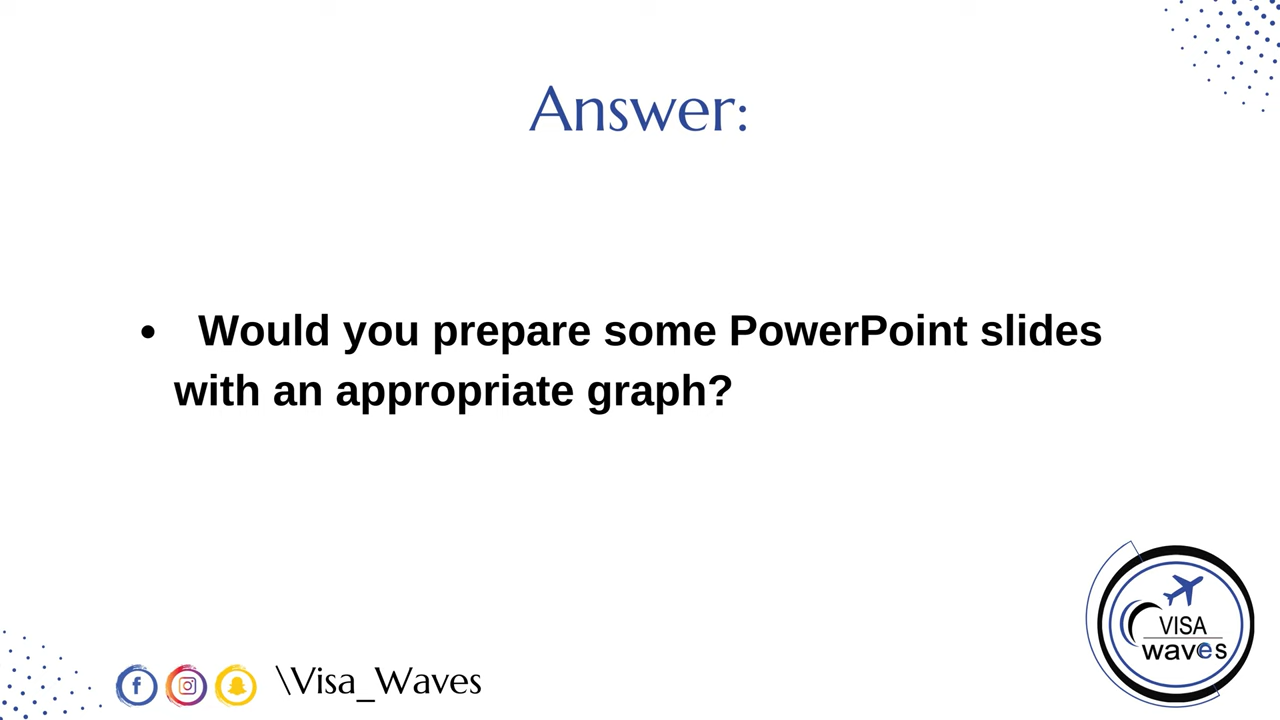 Answer:
• Would you prepare some PowerPoint slides
with an appropriate graph?
VISA
waves
\Visa_Waves